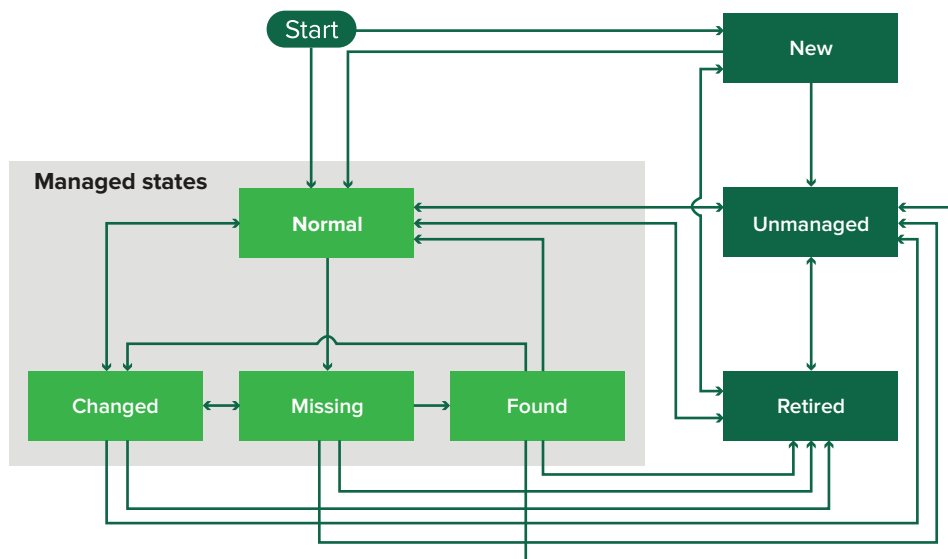 Start
New
Managed states
Normal
Unmanaged
Changed
Missing
Found
Retired